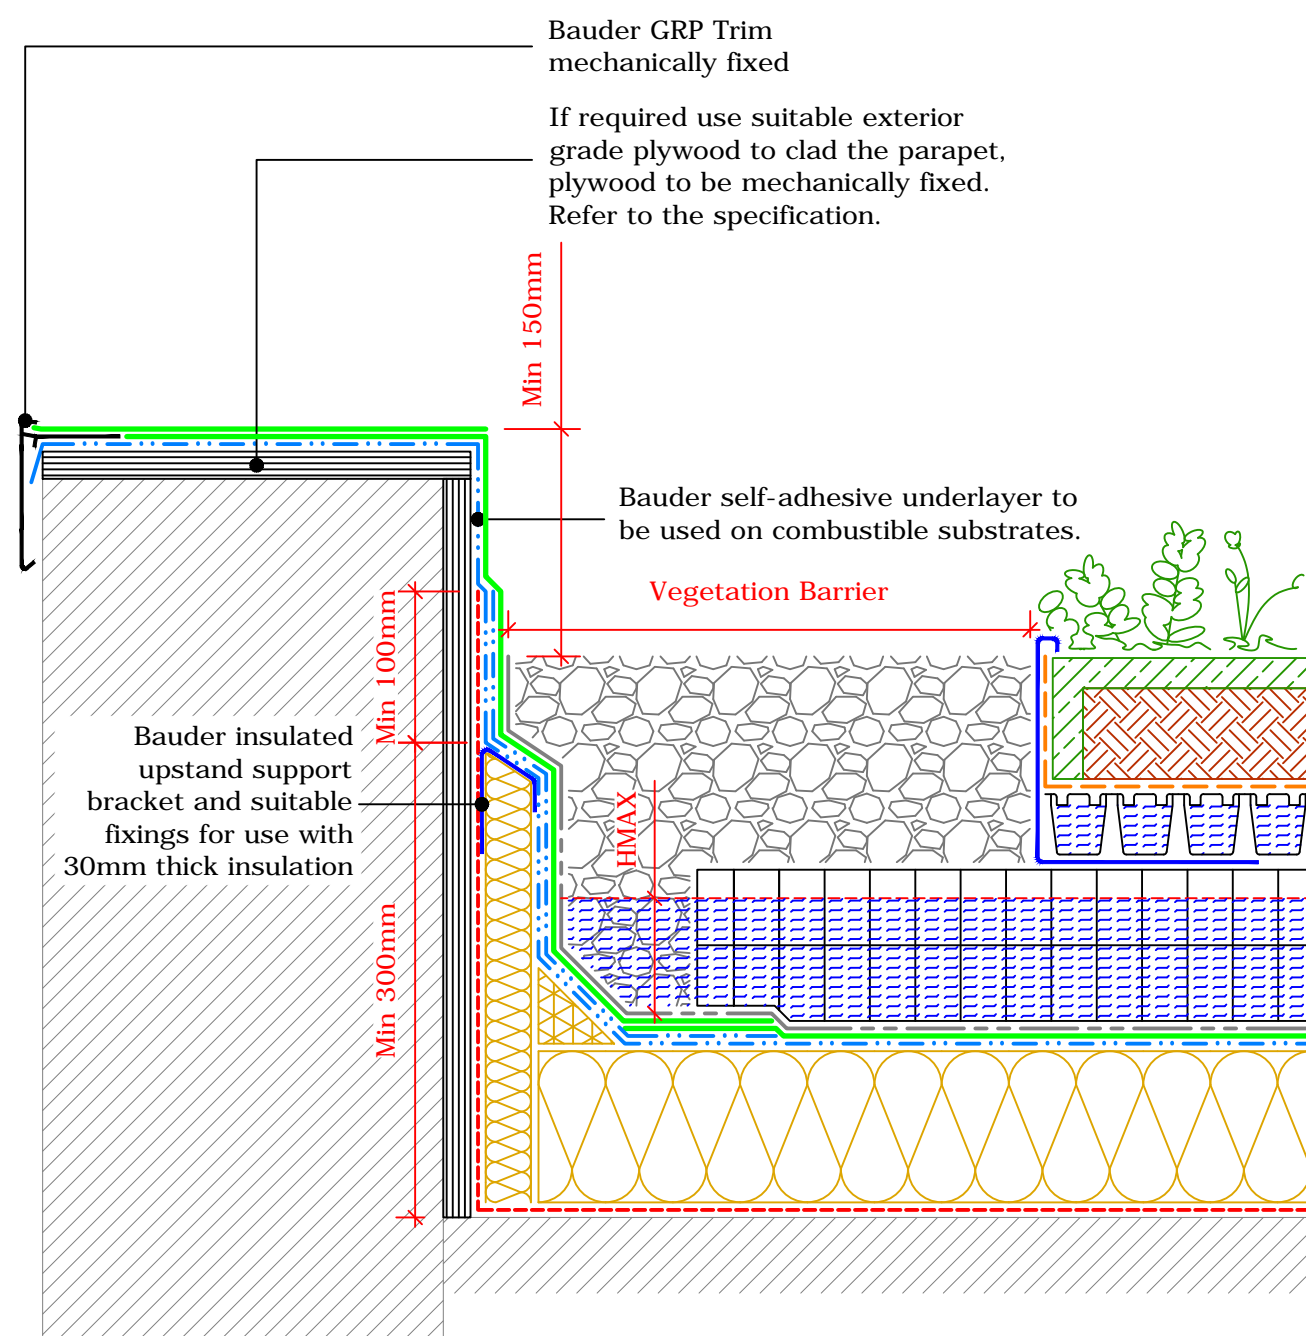 Bauder GRP Trim
mechanically fixed
If required use suitable exterior
grade plywood to clad the parapet,
plywood to be mechanically fixed.
Refer to the specification.
Min 150mm
Bauder self-adhesive underlayer to
be used on combustible substrates.
Vegetation Barrier
Min 100mm
Bauder insulated
upstand support
bracket and suitable
fixings for use with
30mm thick insulation
HMAX
Min 300mm